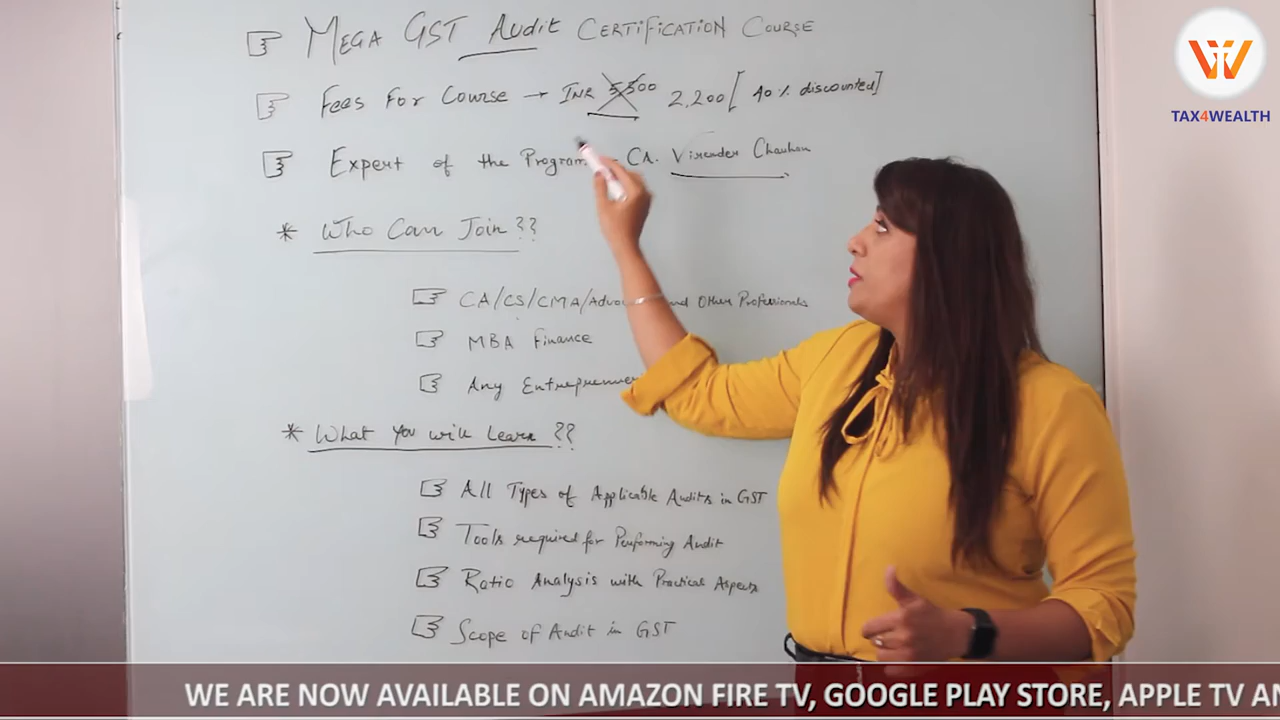 MEGA GST Audit CERTIFICATION COURSE
Fees For Course → INR 5,500 2,200 [40% discounted]
Expert of the Program - CA. Virender Chauhan
* Who Can Join ??
CA/CS/CMA/Advoc and Other Professionals
MBA Finance
Any Entrepreneur
* What You will Learn ??
All Types of Applicable Audits in GST
Tools required for Performing Audit
Ratio Analysis with Practical Aspects
Scope of Audit in GST
TAX4WEALTH
WE ARE NOW AVAILABLE ON AMAZON FIRE TV, GOOGLE PLAY STORE, APPLE TV AN